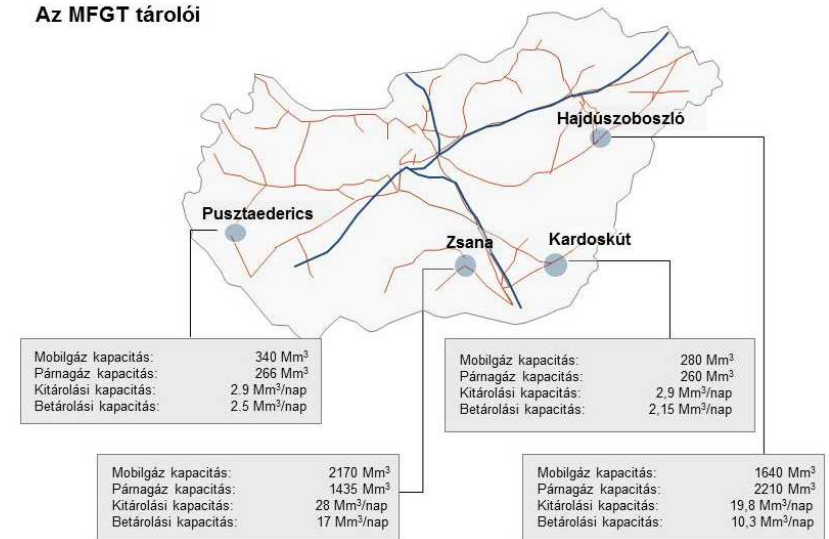 Az MFGT tárolói
Hajdúszoboszló
Pusztaederics
Zsana
Kardoskút
Mobilgáz kapacitás: 340 Mm³
Párnagáz kapacitás: 266 Mm³
Kitárolási kapacitás: 2.9 Mm³/nap
Betárolási kapacitás: 2.5 Mm³/nap
Mobilgáz kapacitás: 280 Mm³
Párnagáz kapacitás: 260 Mm³
Kitárolási kapacitás: 2,9 Mm³/nap
Betárolási kapacitás: 2,15 Mm³/nap
Mobilgáz kapacitás: 2170 Mm³
Párnagáz kapacitás: 1435 Mm³
Kitárolási kapacitás: 28 Mm³/nap
Betárolási kapacitás: 17 Mm³/nap
Mobilgáz kapacitás: 1640 Mm³
Párnagáz kapacitás: 2210 Mm³
Kitárolási kapacitás: 19,8 Mm³/nap
Betárolási kapacitás: 10,3 Mm³/nap